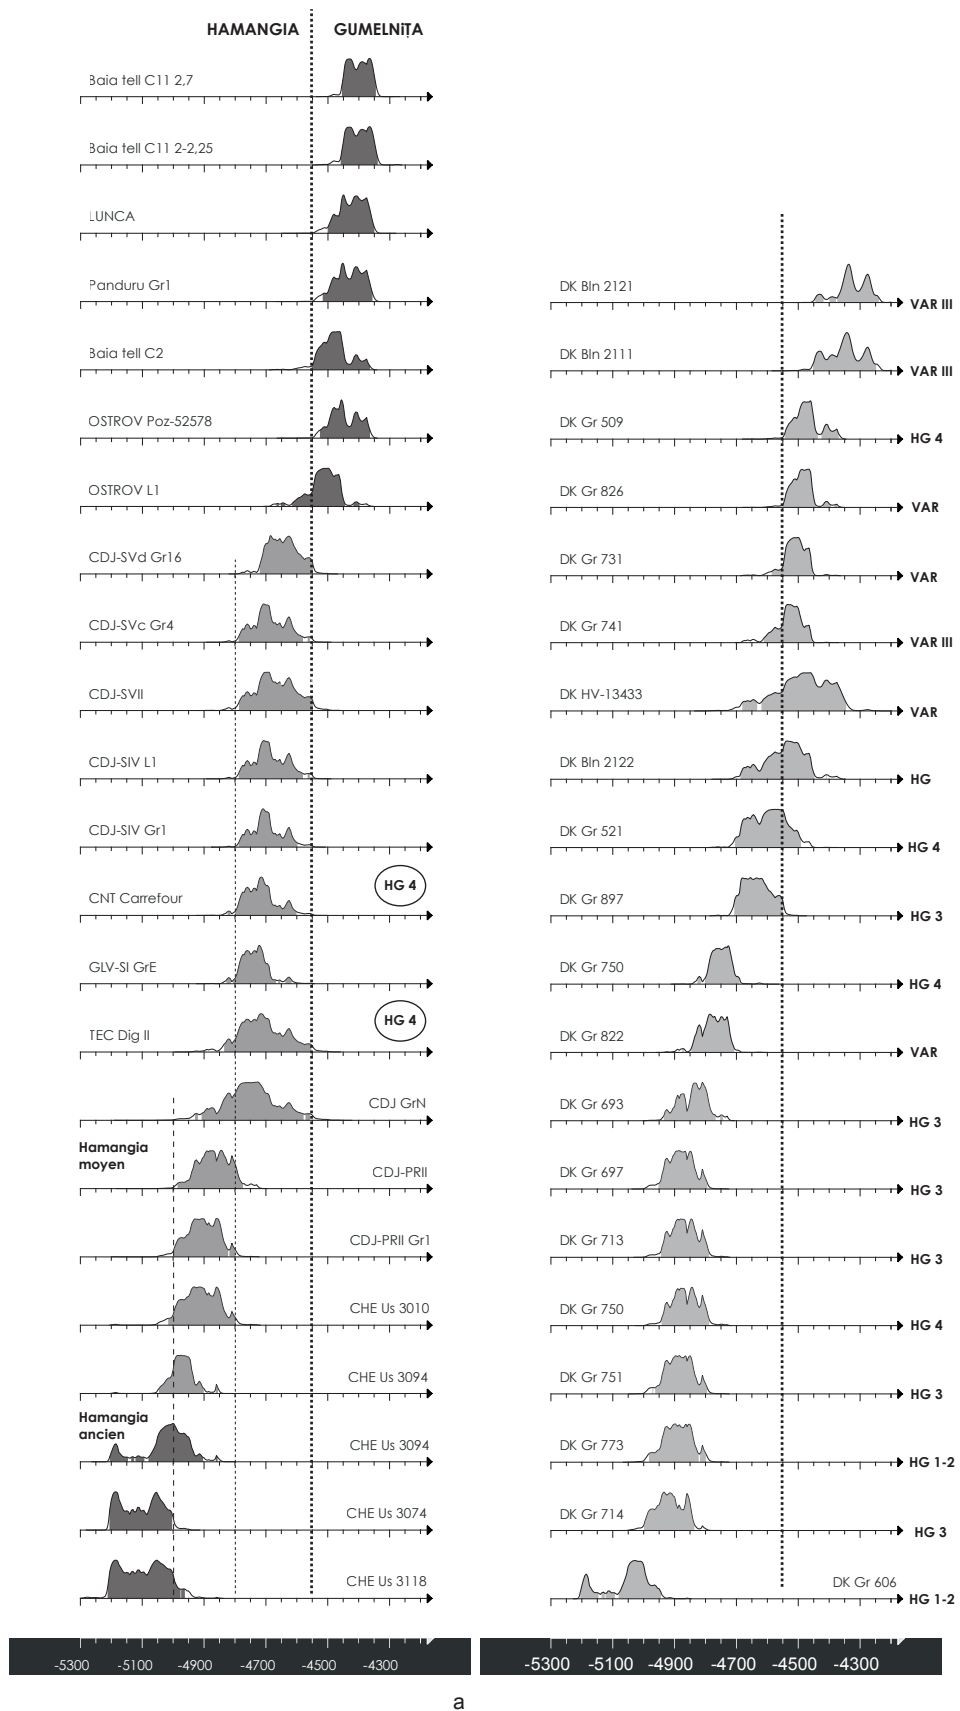 HAMANGIA GUMELNiŢA
Baia tell C11 2,7
Baia tell C11 2-2,25
LUNCA
Panduru Gr1
Baia tell C2
OSTROV Poz-52578
OSTROV L1
CDJ-SVd Gr16
CDJ-SVc Gr4
CDJ-SVII
CDJ-SIV L1
CDJ-SIV Gr1
CNT Carrefour HG 4
GLV-SI GrE
TEC Dig II HG 4
CDJ GrN
Hamangia
moyen
CDJ-PRII
CDJ-PRII Gr1
CHE Us 3010
CHE Us 3094
Hamangia
ancien
CHE Us 3094
CHE Us 3074
CHE Us 3118
-5300 -5100 -4900 -4700 -4500 -4300
DK Bln 2121 VAR III
DK Bln 2111 VAR III
DK Gr 509 HG 4
DK Gr 826 VAR
DK Gr 731 VAR
DK Gr 741 VAR III
DK HV-13433 VAR
DK Bln 2122 HG
DK Gr 521 HG 4
DK Gr 897 HG 3
DK Gr 750 HG 4
DK Gr 822 VAR
DK Gr 693 HG 3
DK Gr 697 HG 3
DK Gr 713 HG 3
DK Gr 750 HG 4
DK Gr 751 HG 3
DK Gr 773 HG 1-2
DK Gr 714 HG 3
DK Gr 606 HG 1-2
-5300 -5100 -4900 -4700 -4500 -4300
a